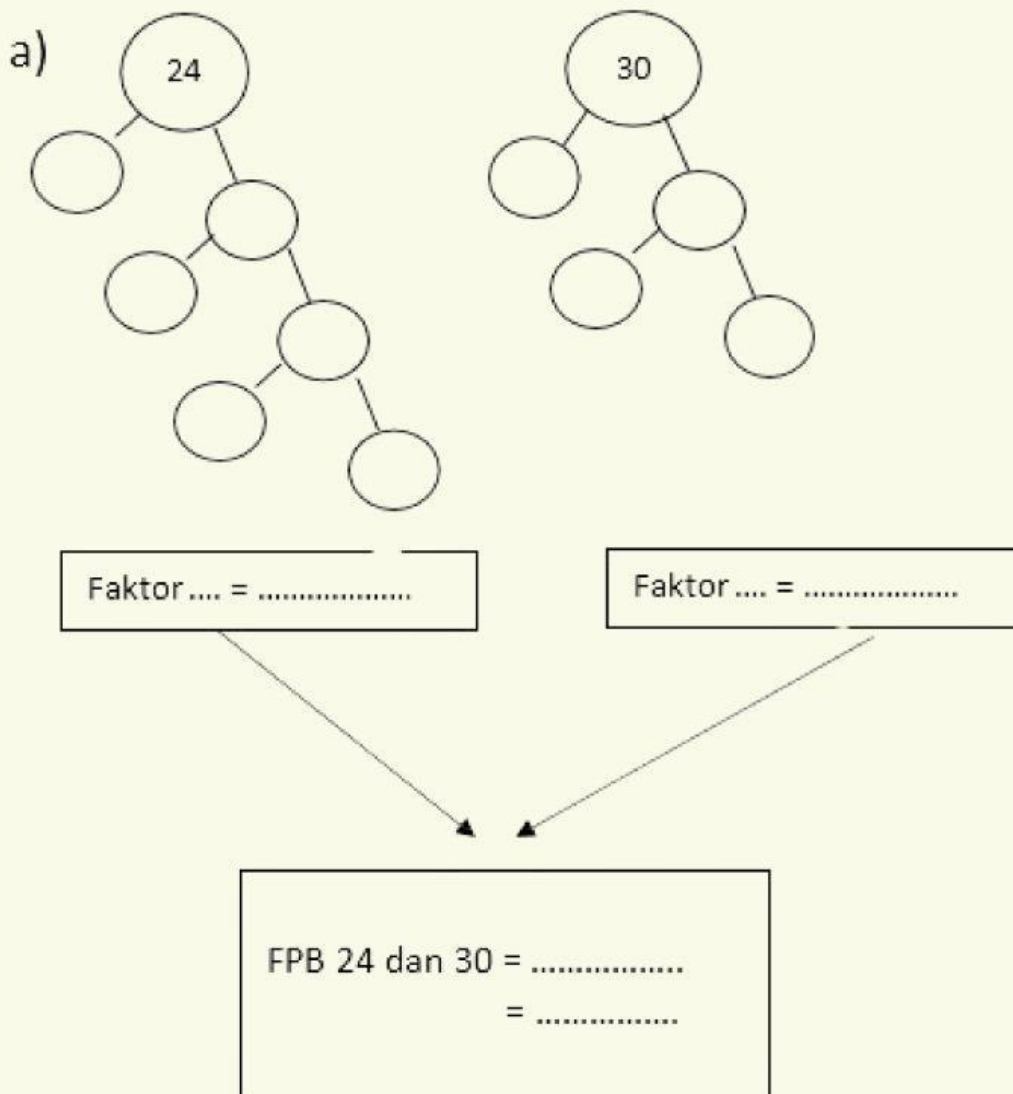 a)
24
30
Faktor .... = ...................
Faktor .... = ...................
FPB 24 dan 30 = .................
= ................